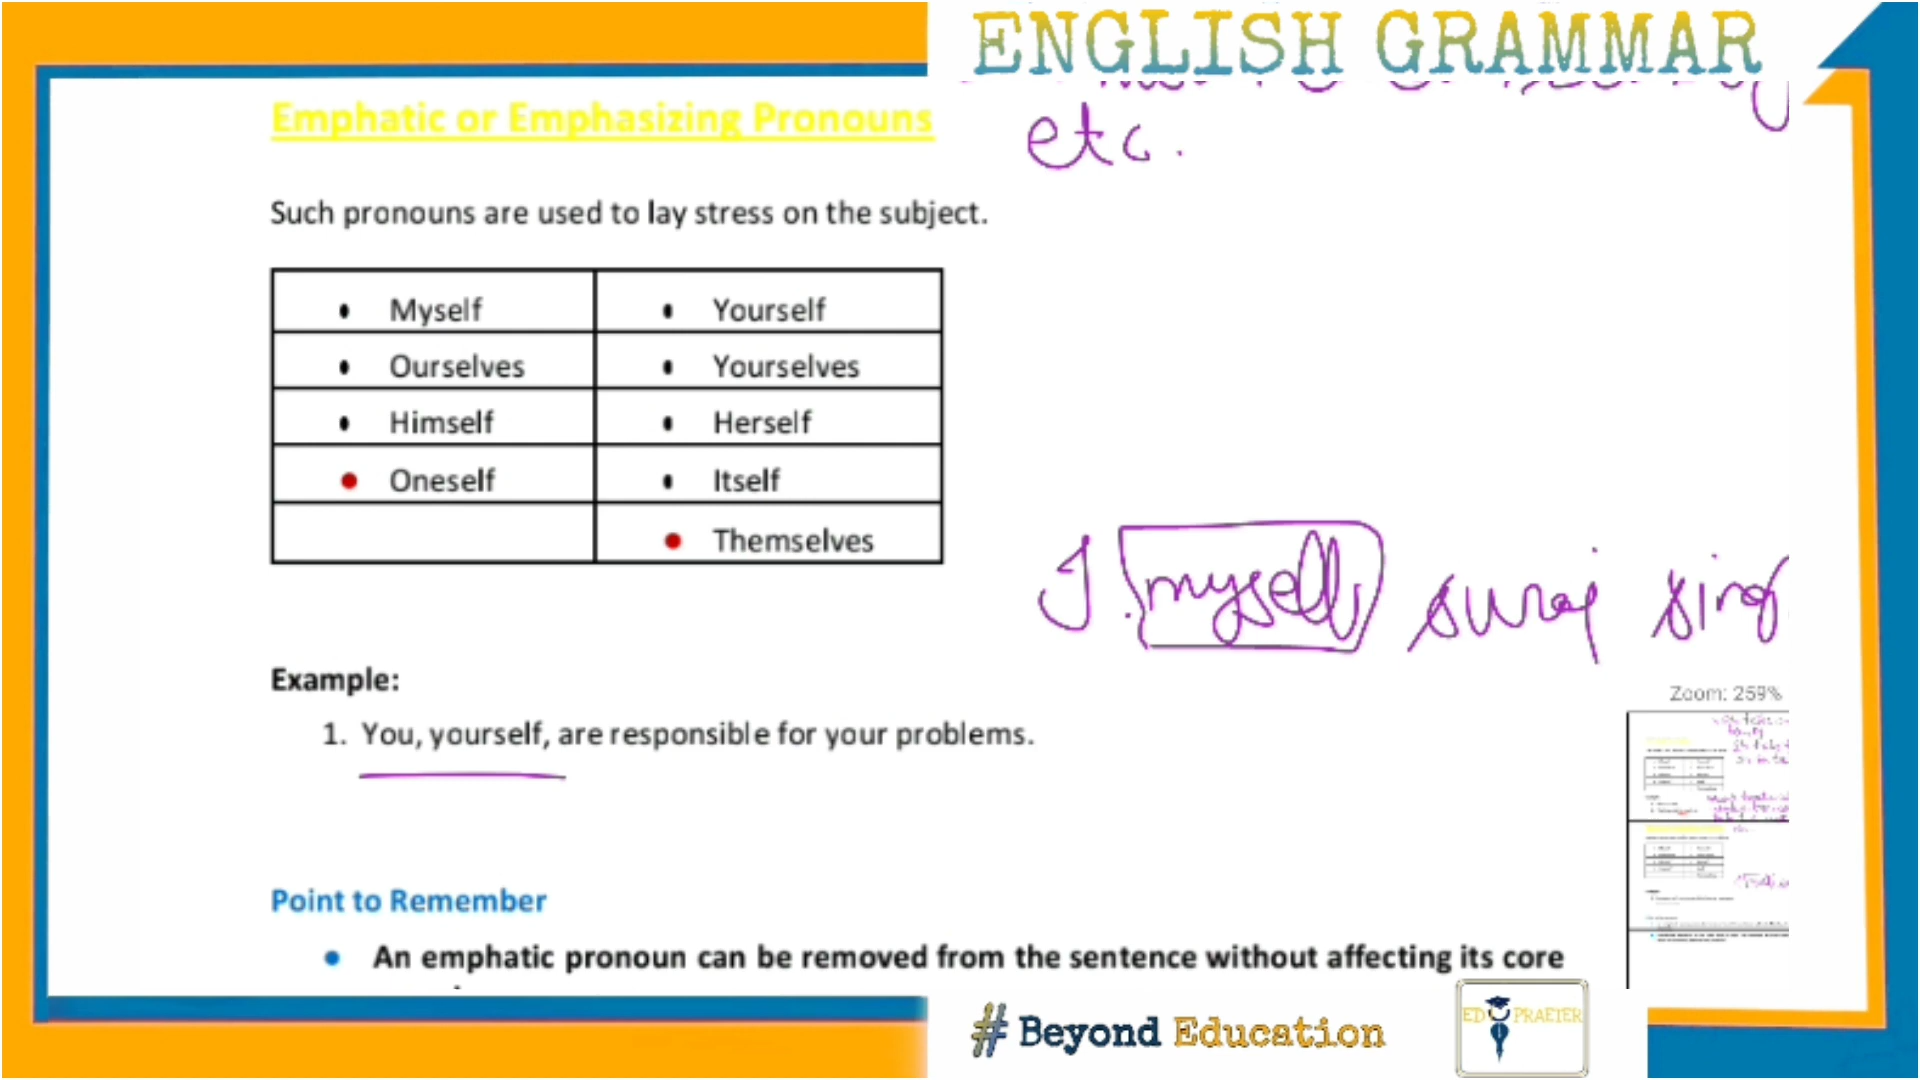 ENGLISH GRAMMAR
Emphatic or Emphasizing Pronouns
etc.
Such pronouns are used to lay stress on the subject.
• Myself • Yourself
• Ourselves • Yourselves
• Himself • Herself
• Oneself • Itself
• Themselves
I myself, suraj
Example:
Zoom: 259%
1. You, yourself, are responsible for your problems.
Point to Remember
• An emphatic pronoun can be removed from the sentence without affecting its core
# Beyond Education
EDUPRAETER